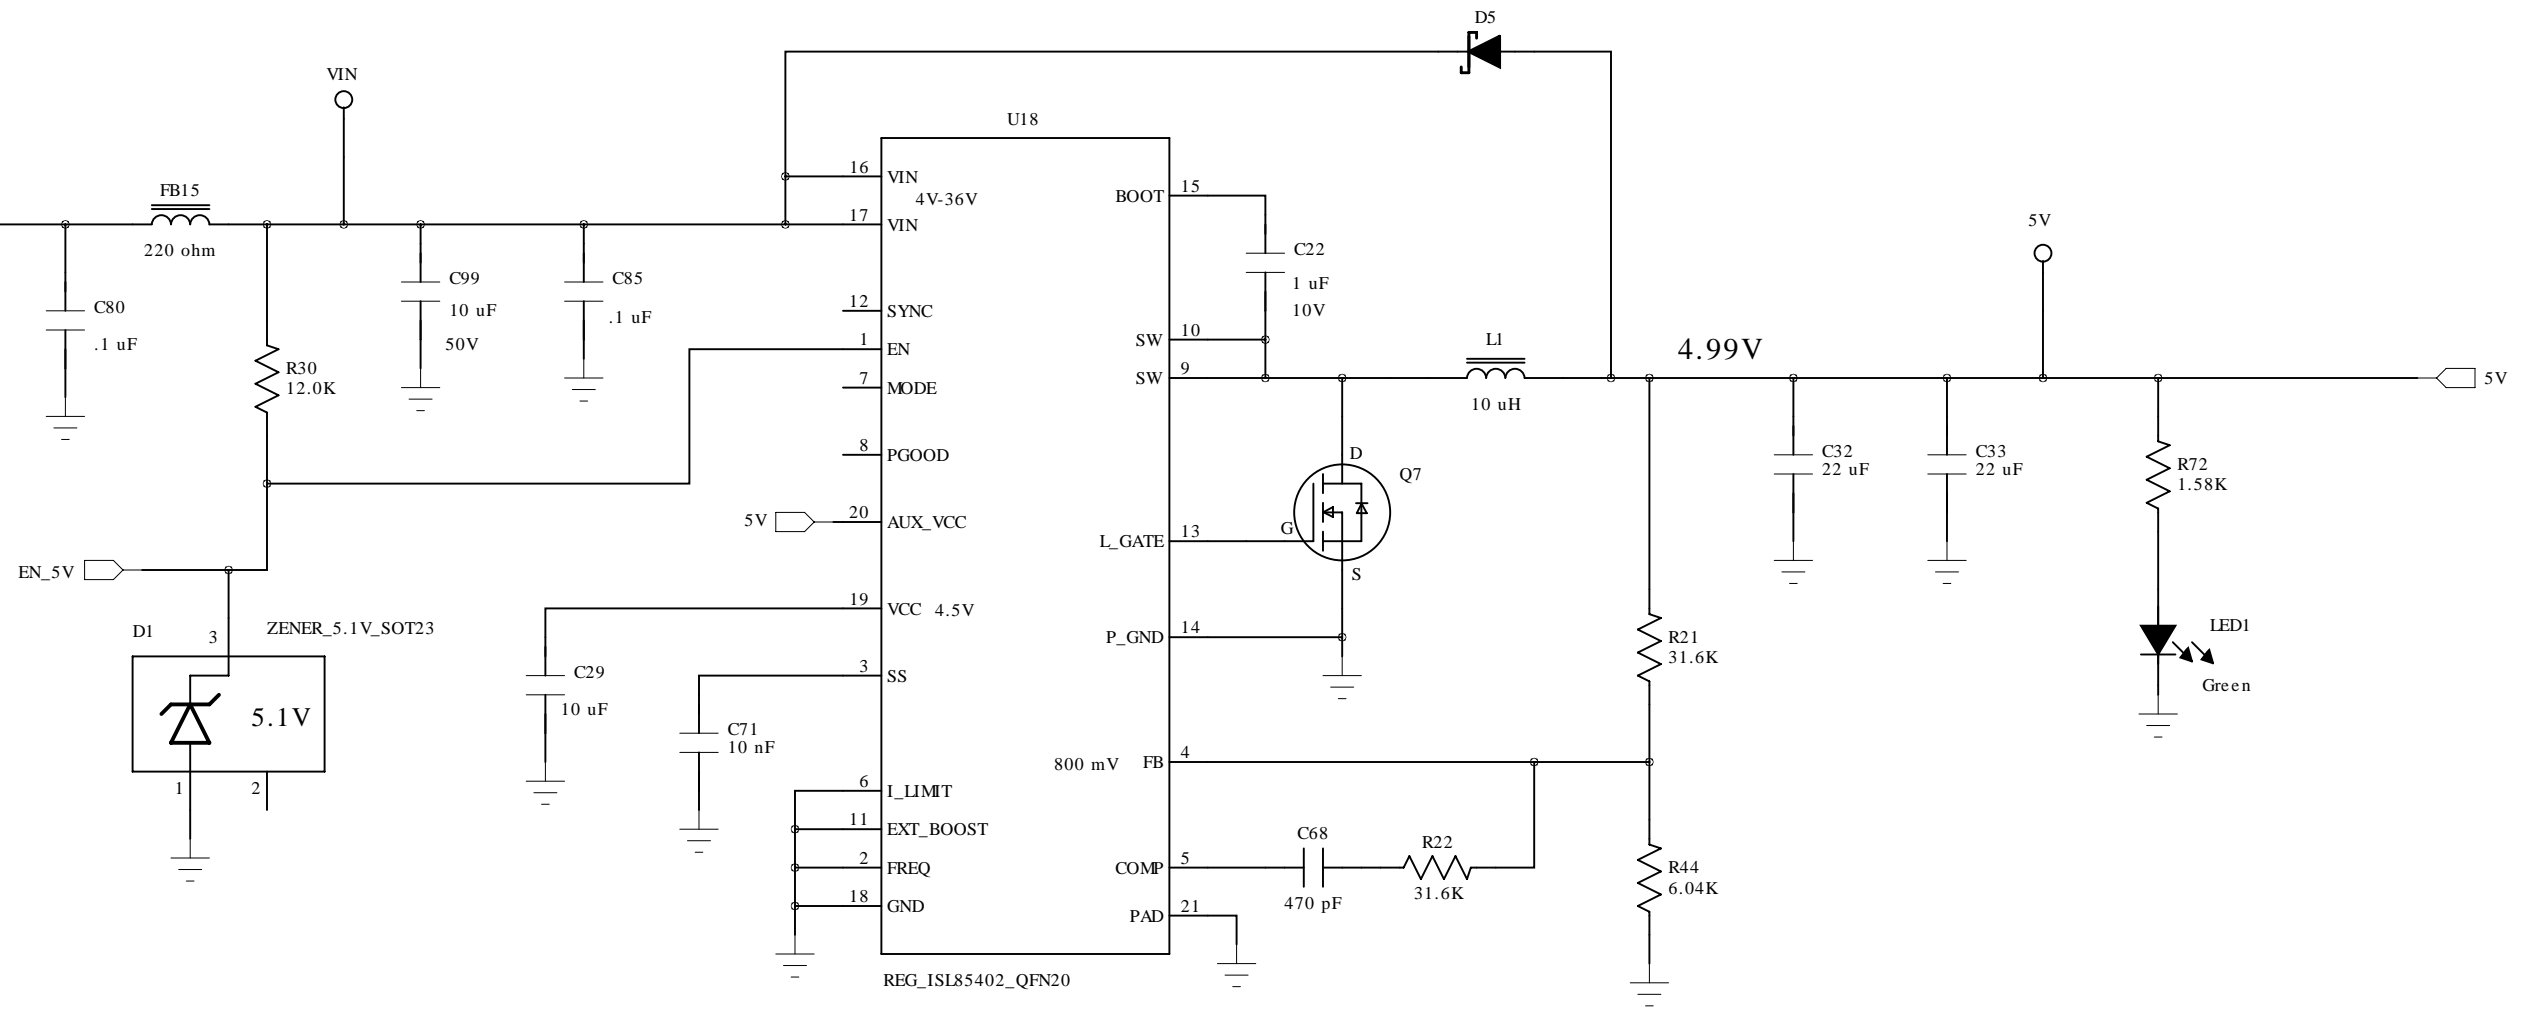 D5
VIN
U18
FB15
220 ohm
C80
.1 uF
R30
12.0K
C99
10 uF
50V
C85
.1 uF
16
VIN
4V-36V
17
VIN
12
SYNC
1
EN
7
MODE
8
PGOOD
5V
20
AUX_VCC
19
VCC 4.5V
3
SS
6
I_LIMIT
11
EXT_BOOST
2
FREQ
18
GND
REG_ISL85402_QFN20
EN_5V
D1
3
ZENER_5.1V_SOT23
5.1V
1
2
C29
10 uF
C71
10 nF
BOOT
15
C22
1 uF
10V
SW
10
SW
9
L1
10 uH
4.99V
5V
5V
D
Q7
G
S
L_GATE
13
P_GND
14
R21
31.6K
800 mV
FB
4
COMP
5
C68
470 pF
R22
31.6K
PAD
21
R44
6.04K
C32
22 uF
C33
22 uF
R72
1.58K
LED1
Green